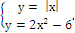 y = |x|
y = 2x² − 6'